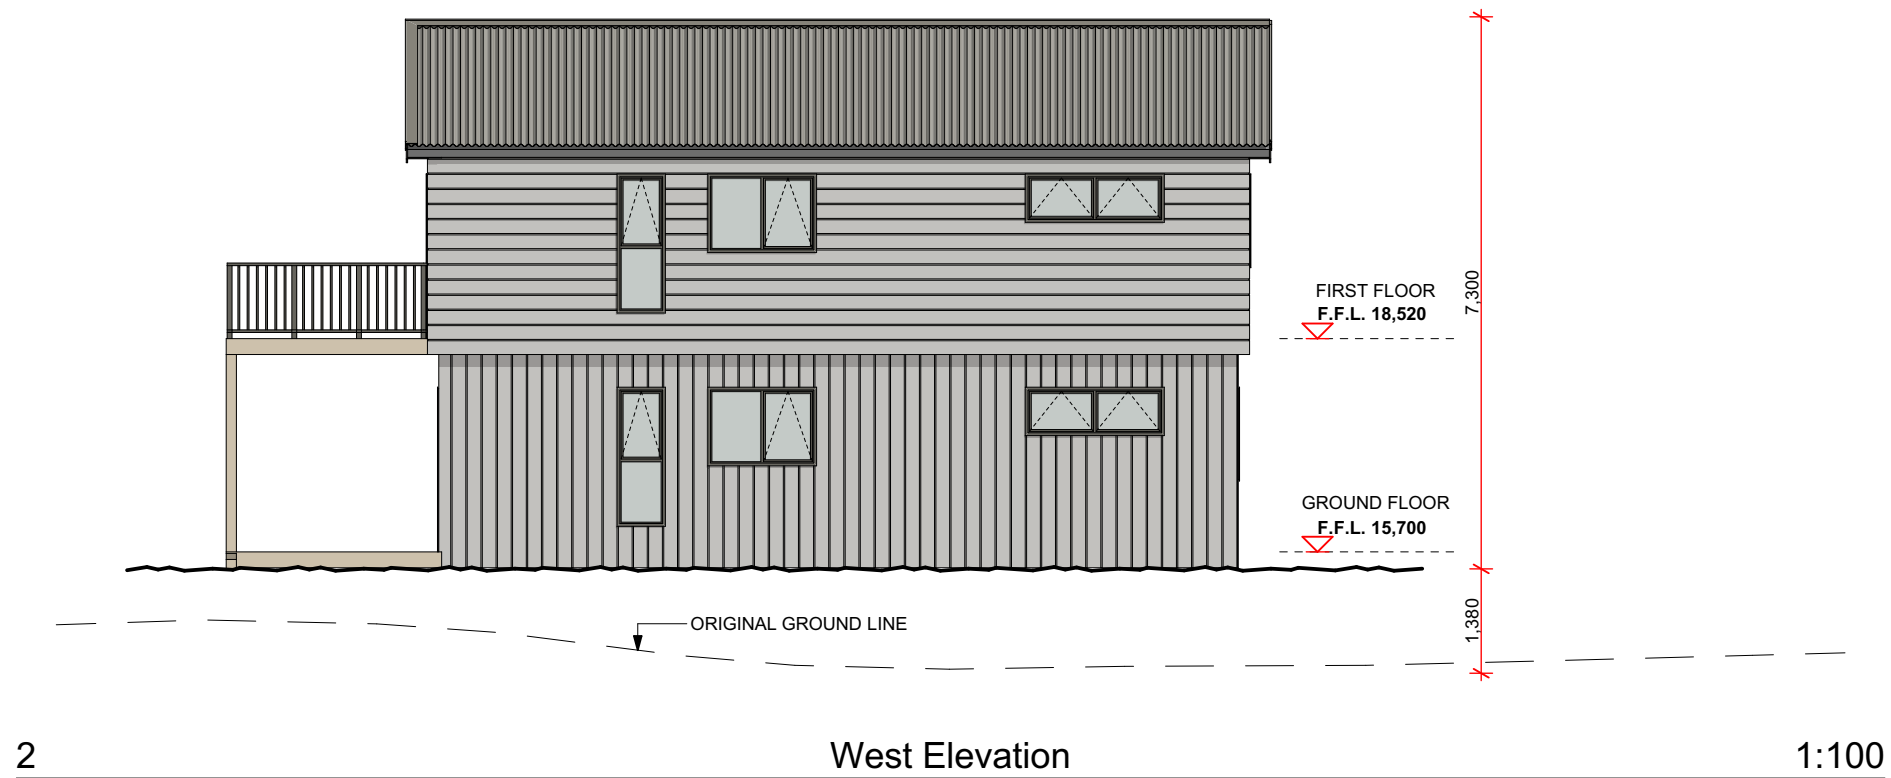 FIRST FLOOR
F.F.L. 18,520
7,300
GROUND FLOOR
F.F.L. 15,700
1,380
ORIGINAL GROUND LINE
2
West Elevation
1:100